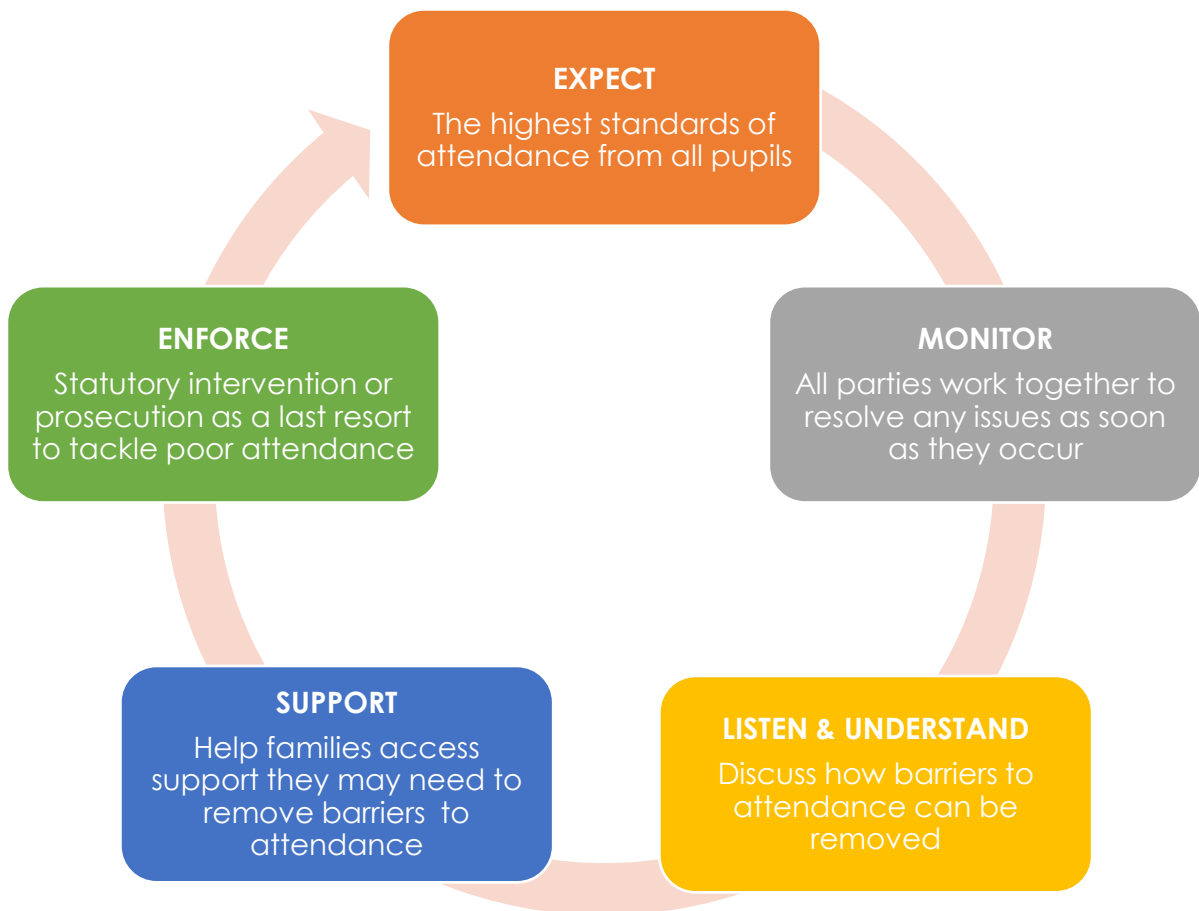 EXPECT
The highest standards of
attendance from all pupils
MONITOR
All parties work together to
resolve any issues as soon
as they occur
LISTEN & UNDERSTAND
Discuss how barriers to
attendance can be
removed
SUPPORT
Help families access
support they may need to
remove barriers  to
attendance
ENFORCE
Statutory intervention or
prosecution as a last resort
to tackle poor attendance